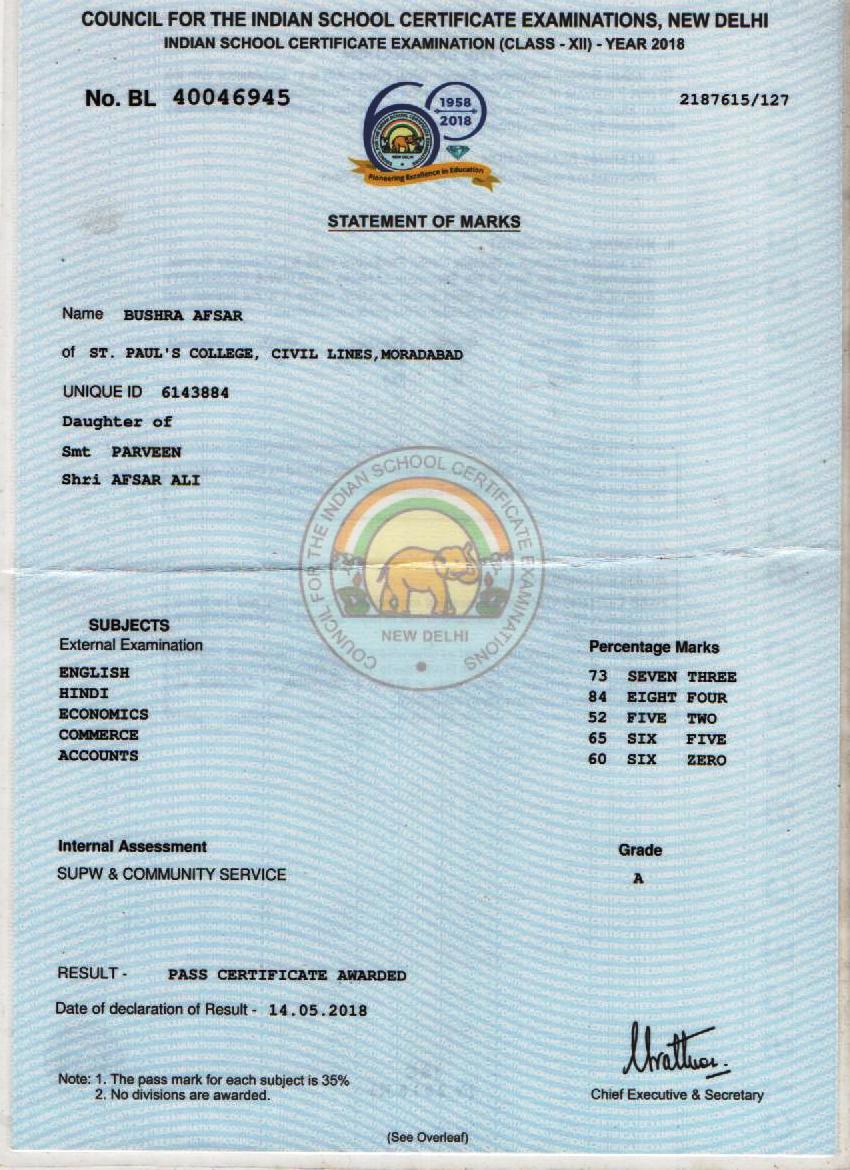 COUNCIL FOR THE INDIAN SCHOOL CERTIFICATE EXAMINATIONS, NEW DELHI
INDIAN SCHOOL CERTIFICATE EXAMINATION (CLASS - XII) - YEAR 2018
No. BL 40046945
2187615/127
1958
2018
NEW DELHI
Pioneering Excellence in Education
STATEMENT OF MARKS
Name BUSHRA AFSAR
of ST. PAUL'S COLLEGE, CIVIL LINES,MORADABAD
UNIQUE ID 6143884
Daughter of
Smt PARVEEN
Shri AFSAR ALI
COUNCIL FOR THE INDIAN SCHOOL CERTIFICATE EXAMINATIONS
NEW DELHI
SUBJECTS
External Examination Percentage Marks
ENGLISH 73 SEVEN THREE
HINDI 84 EIGHT FOUR
ECONOMICS 52 FIVE TWO
COMMERCE 65 SIX FIVE
ACCOUNTS 60 SIX ZERO
Internal Assessment Grade
SUPW & COMMUNITY SERVICE A
RESULT - PASS CERTIFICATE AWARDED
Date of declaration of Result - 14.05.2018
Note: 1. The pass mark for each subject is 35%
2. No divisions are awarded.
Chief Executive & Secretary
(See Overleaf)